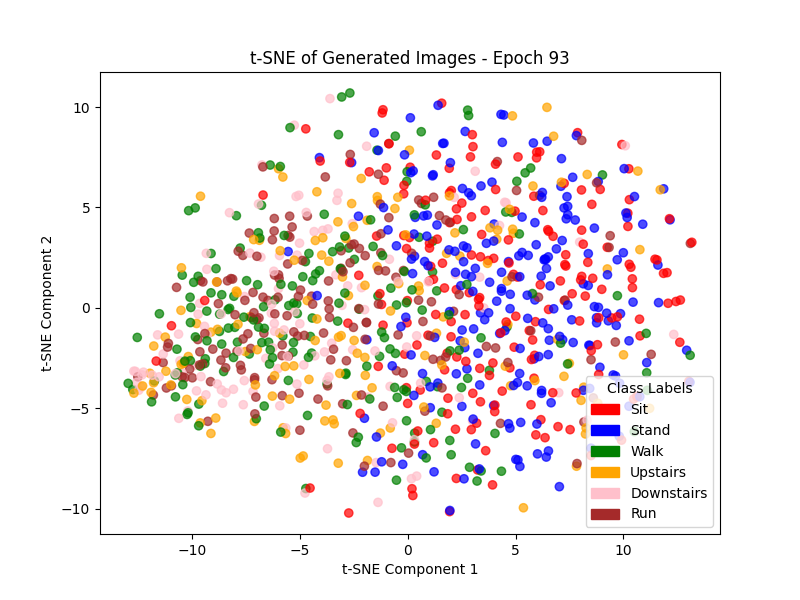 t-SNE of Generated Images - Epoch 93
t-SNE Component 2
10
5
0
−5
−10
−10
−5
0
5
10
t-SNE Component 1
Class Labels
Sit
Stand
Walk
Upstairs
Downstairs
Run